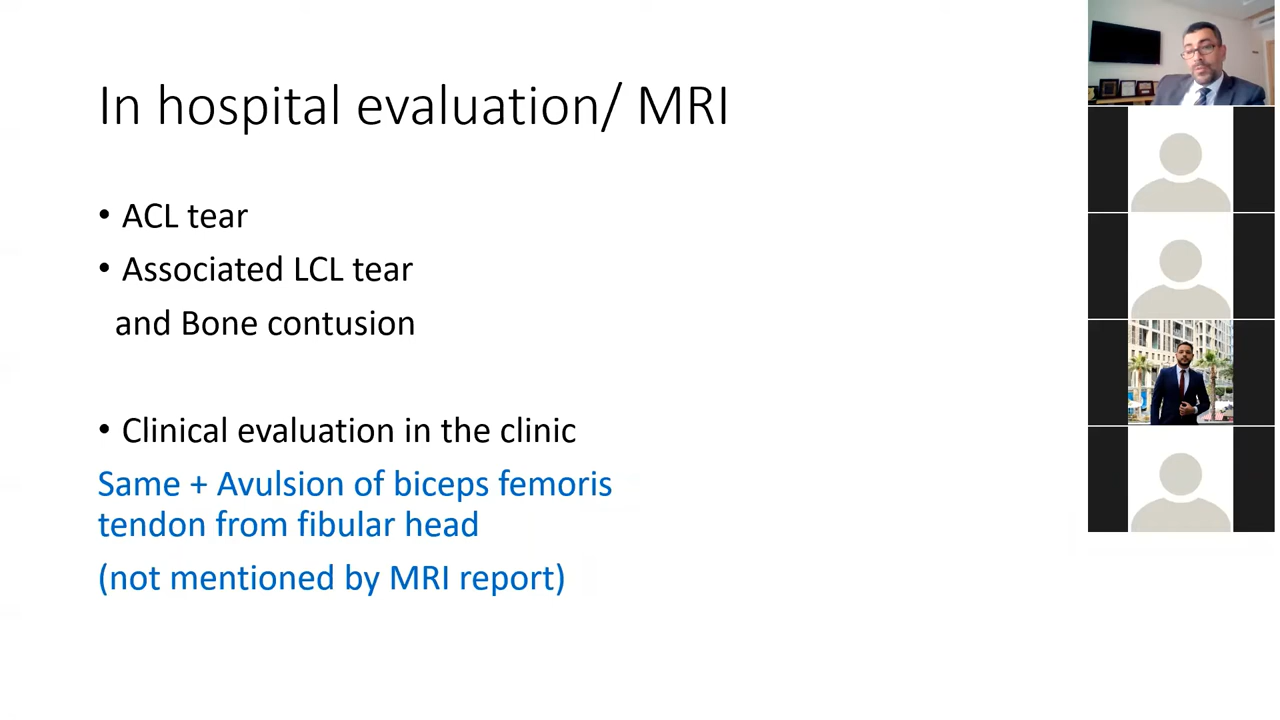 In hospital evaluation/ MRI
• ACL tear
• Associated LCL tear
and Bone contusion
• Clinical evaluation in the clinic
Same + Avulsion of biceps femoris
tendon from fibular head
(not mentioned by MRI report)